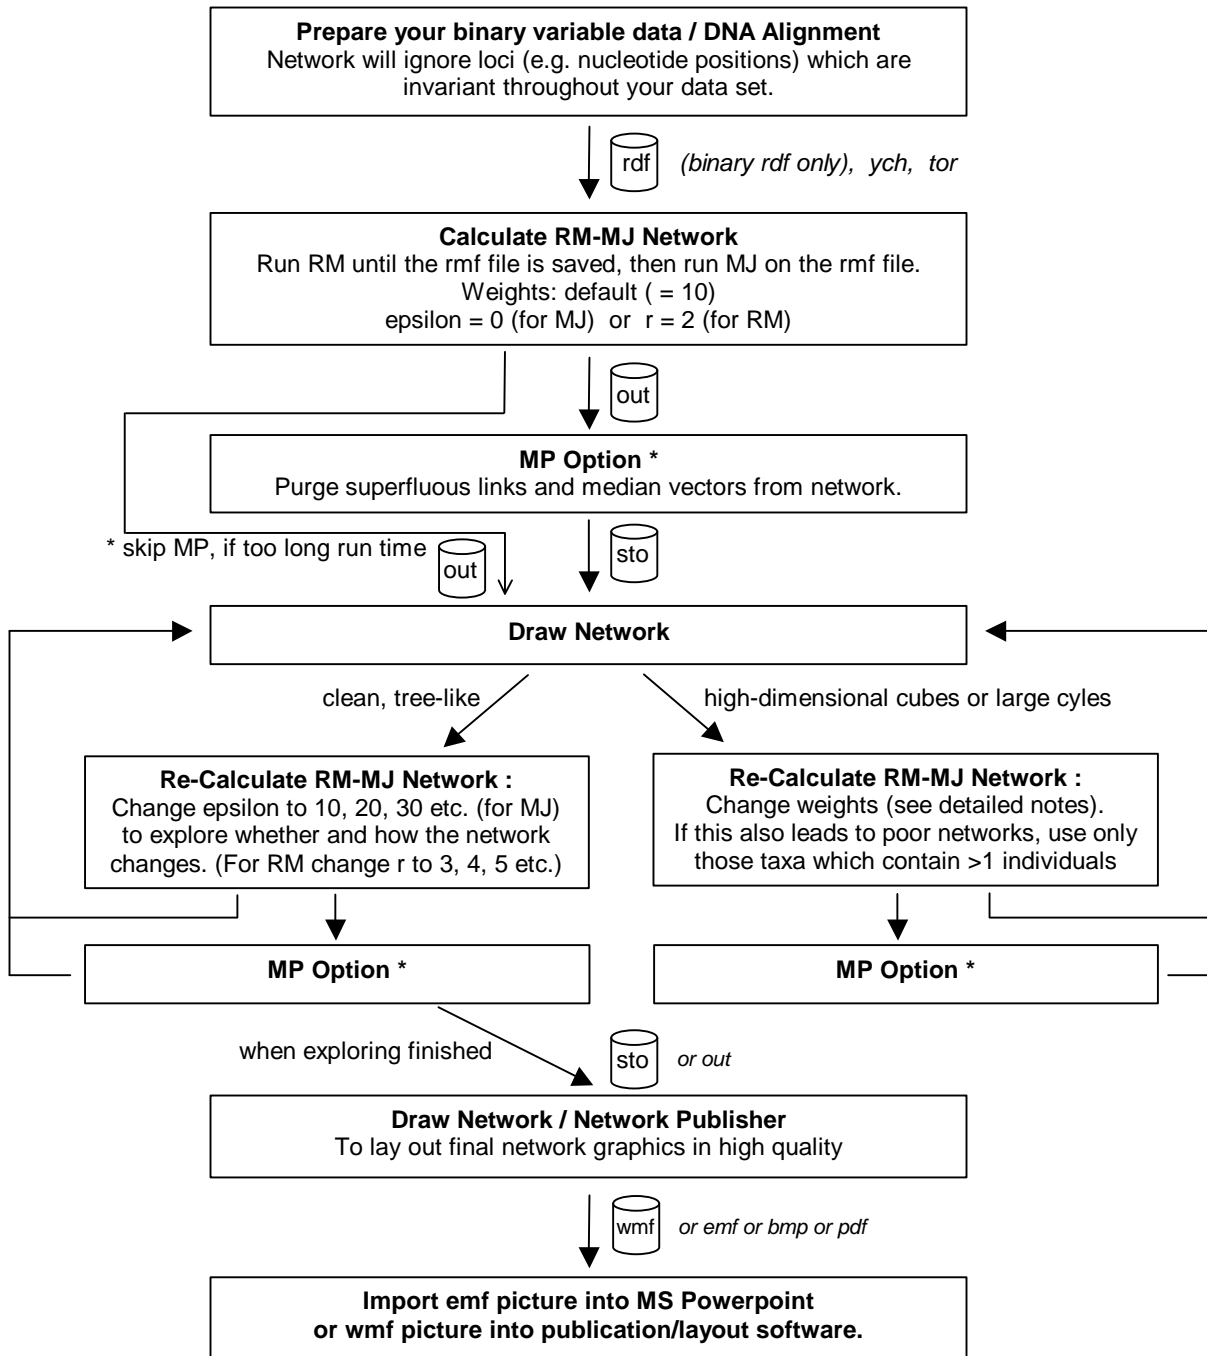 Prepare your binary variable data / DNA Alignment
Network will ignore loci (e.g. nucleotide positions) which are
invariant throughout your data set.
rdf
(binary rdf only), ych, tor
Calculate RM-MJ Network
Run RM until the rmf file is saved, then run MJ on the rmf file.
Weights: default ( = 10)
epsilon = 0 (for MJ) or r = 2 (for RM)
out
MP Option *
Purge superfluous links and median vectors from network.
* skip MP, if too long run time
out
sto
Draw Network
clean, tree-like
high-dimensional cubes or large cyles
Re-Calculate RM-MJ Network :
Change epsilon to 10, 20, 30 etc. (for MJ)
to explore whether and how the network
changes. (For RM change r to 3, 4, 5 etc.)
Re-Calculate RM-MJ Network :
Change weights (see detailed notes).
If this also leads to poor networks, use only
those taxa which contain >1 individuals
MP Option *
MP Option *
when exploring finished
sto
or out
Draw Network / Network Publisher
To lay out final network graphics in high quality
wmf
or emf or bmp or pdf
Import emf picture into MS Powerpoint
or wmf picture into publication/layout software.